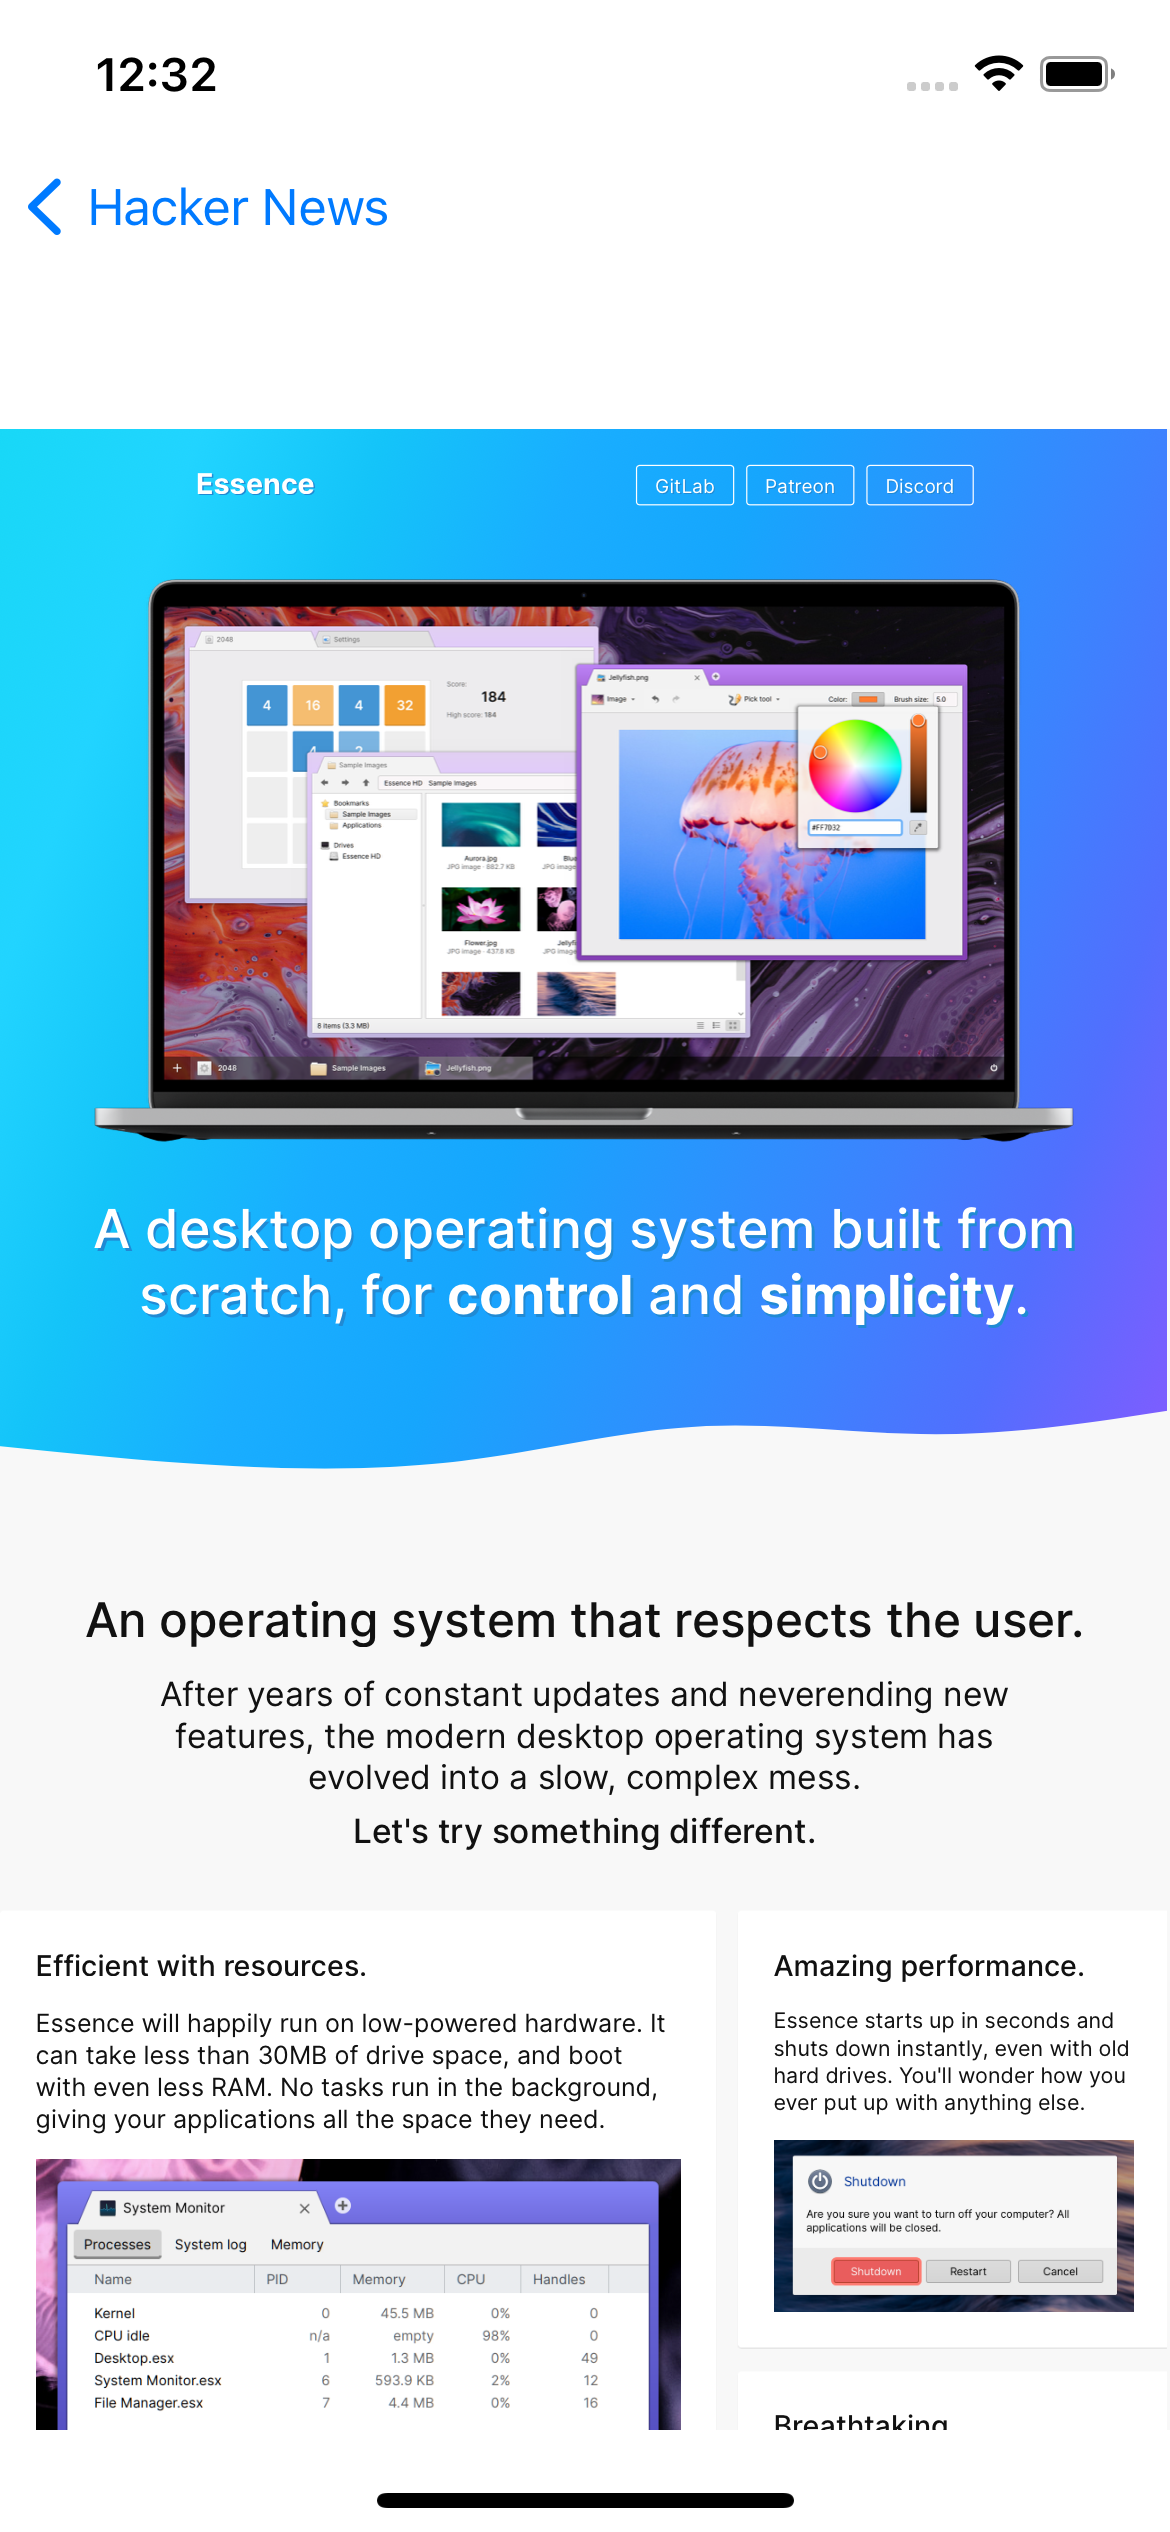 12:32
Hacker News
Essence
GitLab
Patreon
Discord
2048
Settings
4
16
4
32
4
2
Score:
184
High score: 184
Jellyfish.png
Image
Pick tool
Color:
Brush size:
5.0
#FF7D32
Sample Images
Essence HD
Sample Images
Bookmarks
Sample Images
Applications
Drives
Essence HD
Aurora.jpg
JPG image - 882.7 KB
Blue
JPG image
Flower.jpg
JPG image - 437.8 KB
Jellyfi
JPG image
8 items (3.3 MB)
2048
Sample Images
Jellyfish.png
A desktop operating system built from
scratch, for control and simplicity.
An operating system that respects the user.
After years of constant updates and neverending new
features, the modern desktop operating system has
evolved into a slow, complex mess.
Let's try something different.
Efficient with resources.
Essence will happily run on low-powered hardware. It
can take less than 30MB of drive space, and boot
with even less RAM. No tasks run in the background,
giving your applications all the space they need.
System Monitor
Processes
System log
Memory
Name PID Memory CPU Handles
Kernel 0 45.5 MB 0% 0
CPU idle n/a empty 98% 0
Desktop.esx 1 1.3 MB 0% 49
System Monitor.esx 6 593.9 KB 2% 12
File Manager.esx 7 4.4 MB 0% 16
Amazing performance.
Essence starts up in seconds and
shuts down instantly, even with old
hard drives. You'll wonder how you
ever put up with anything else.
Shutdown
Are you sure you want to turn off your computer? All
applications will be closed.
Shutdown
Restart
Cancel
Breathtaking